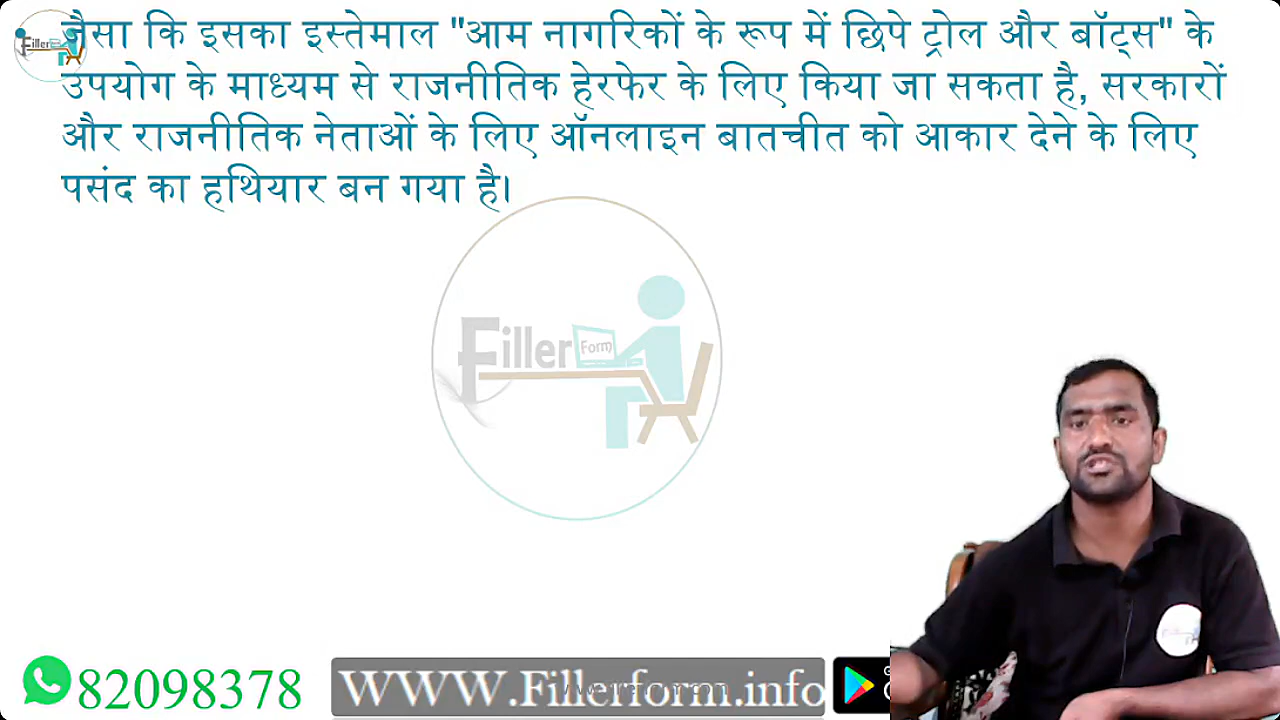 जैसा कि इसका इस्तेमाल "आम नागरिकों के रूप में छिपे ट्रोल और बॉट्स" के
उपयोग के माध्यम से राजनीतिक हेरफेर के लिए किया जा सकता है, सरकारों
और राजनीतिक नेताओं के लिए ऑनलाइन बातचीत को आकार देने के लिए
पसंद का हथियार बन गया है।
Filler Form
82098378
WWW.Fillerform.info